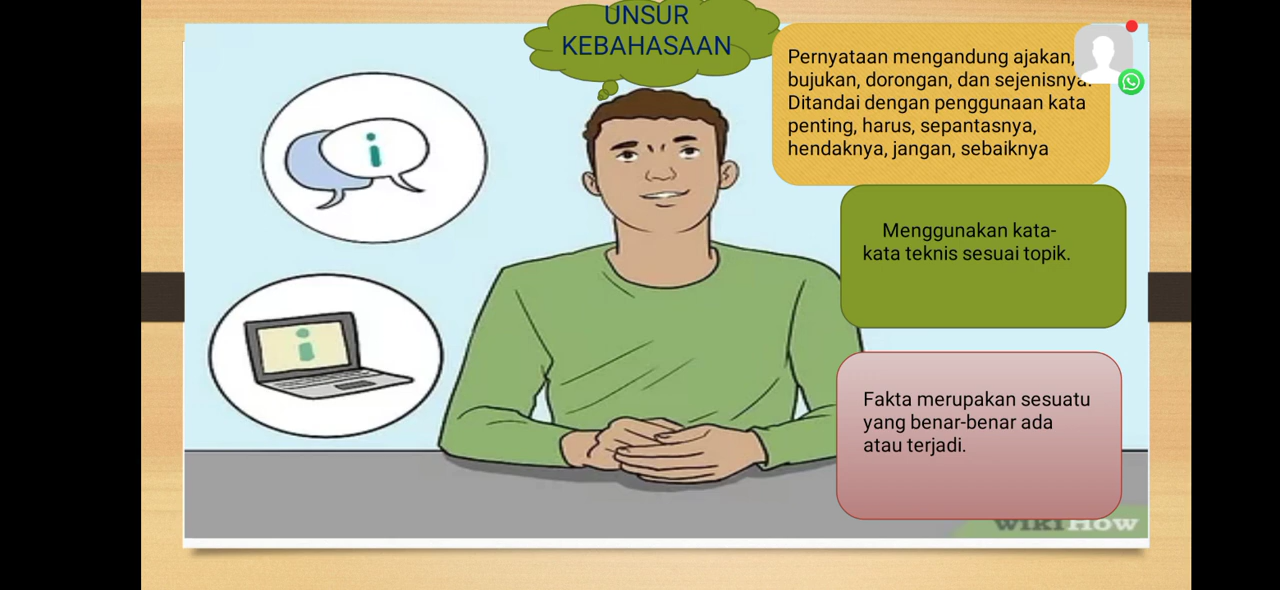 UNSUR
KEBAHASAAN
Pernyataan mengandung ajakan,
bujukan, dorongan, dan sejenisnya.
Ditandai dengan penggunaan kata
penting, harus, sepantasnya,
hendaknya, jangan, sebaiknya
Menggunakan kata-
kata teknis sesuai topik.
Fakta merupakan sesuatu
yang benar-benar ada
atau terjadi.
i
i
wikiHow